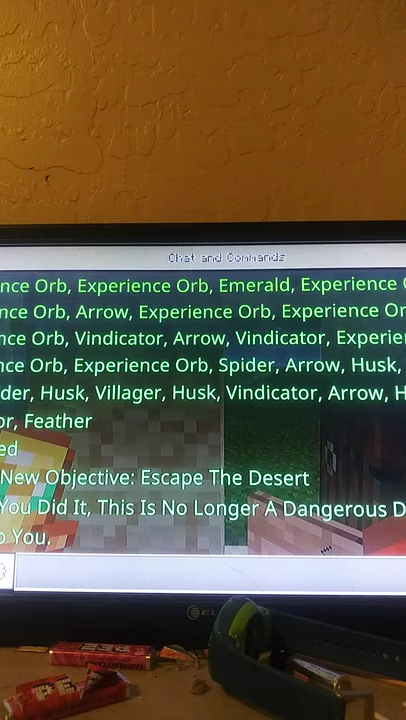 Chat and Commands
nce Orb, Experience Orb, Emerald, Experience
nce Orb, Arrow, Experience Orb, Experience Or
nce Orb, Vindicator, Arrow, Vindicator, Experien
nce Orb, Experience Orb, Spider, Arrow, Husk,
der, Husk, Villager, Husk, Vindicator, Arrow, H
or, Feather
ed
New Objective: Escape The Desert
You Did It, This Is No Longer A Dangerous D
o You.
PEZ